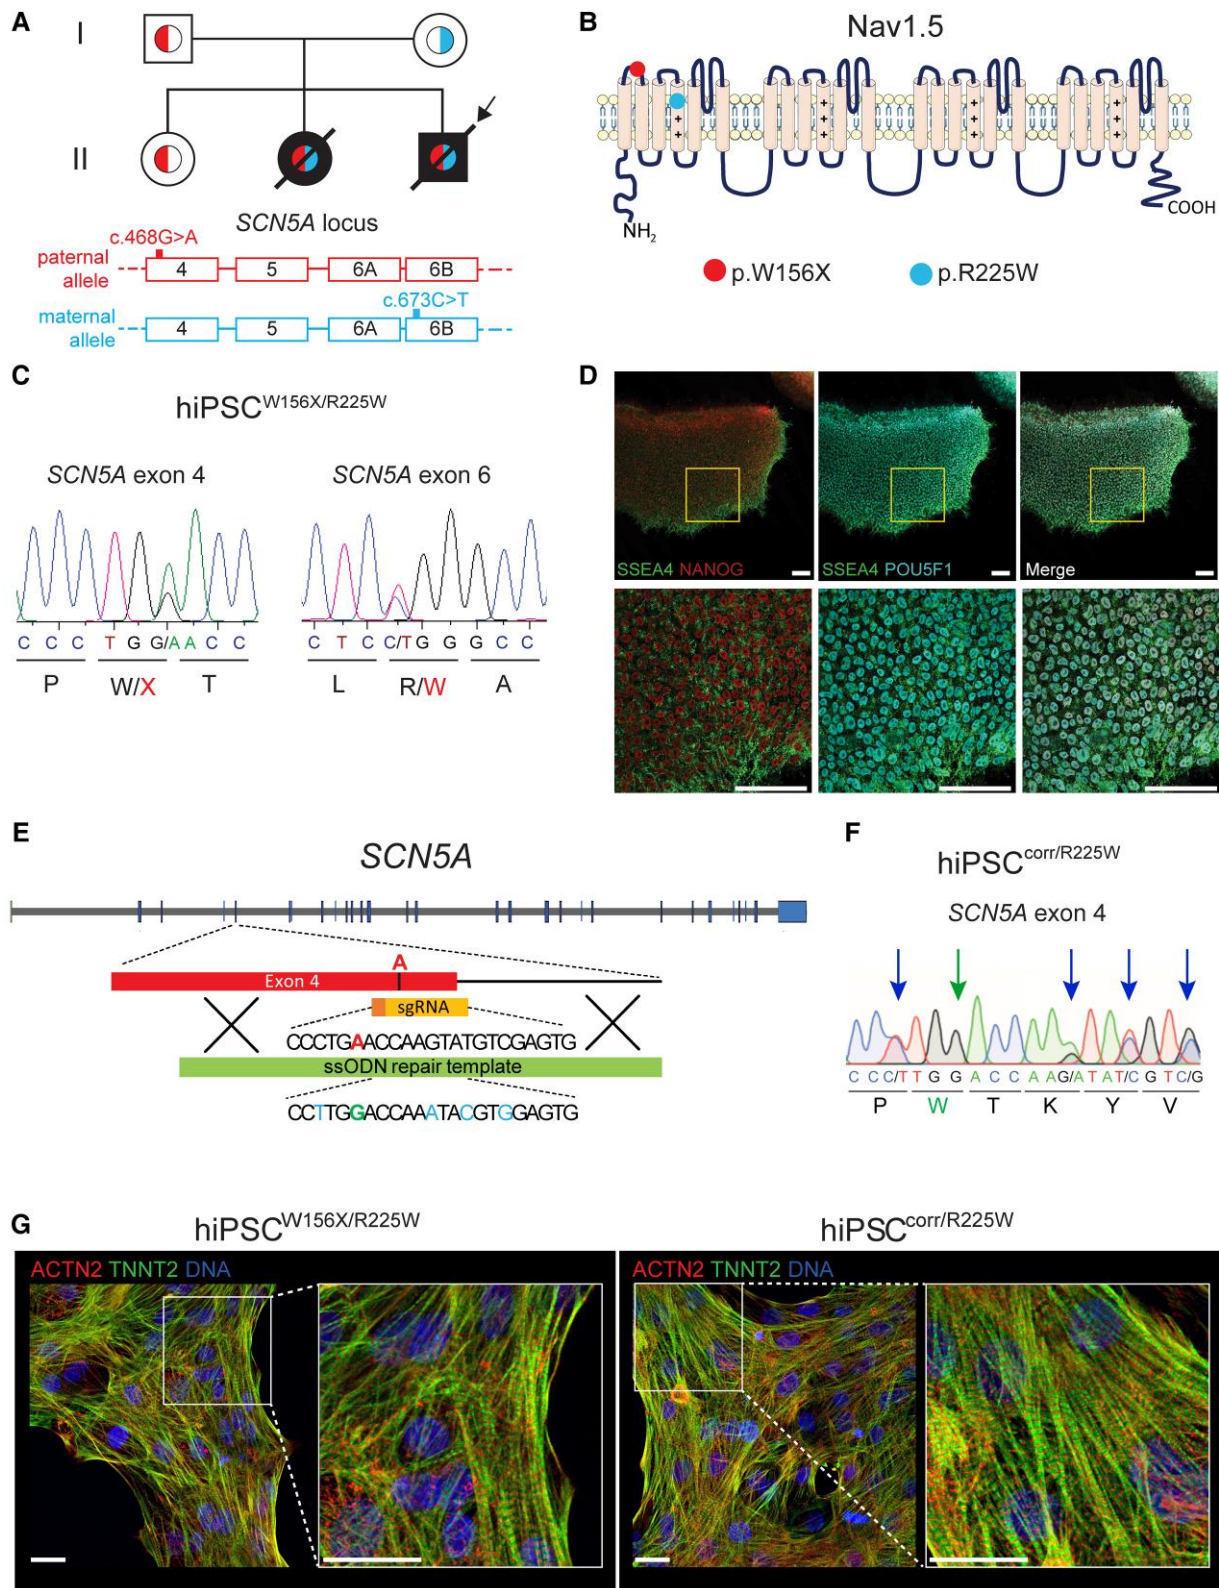 A
I
II
SCN5A locus
c.468G>A
paternal allele
4 5 6A 6B
c.673C>T
maternal allele
4 5 6A 6B
B
Nav1.5
+ + + + + + + + + + +
NH2
COOH
p.W156X p.R225W
C
hiPSC W156X/R225W
SCN5A exon 4 SCN5A exon 6
C C C T G G/A A C C
P W/X T
C T C C/T G G G C C
L R/W A
D
SSEA4 NANOG
SSEA4 POU5F1
Merge
E
SCN5A
A
Exon 4
sgRNA
CCCTGAACCAAGTATGTCGAGTG
ssODN repair template
CCTTGGACCAAATACGTGGAGTG
F
hiPSC corr/R225W
SCN5A exon 4
C C C/T T G G A C C A A G/A T A T/C G T C/G
P W T K Y V
G
hiPSC W156X/R225W
hiPSC corr/R225W
ACTN2 TNNT2 DNA
ACTN2 TNNT2 DNA